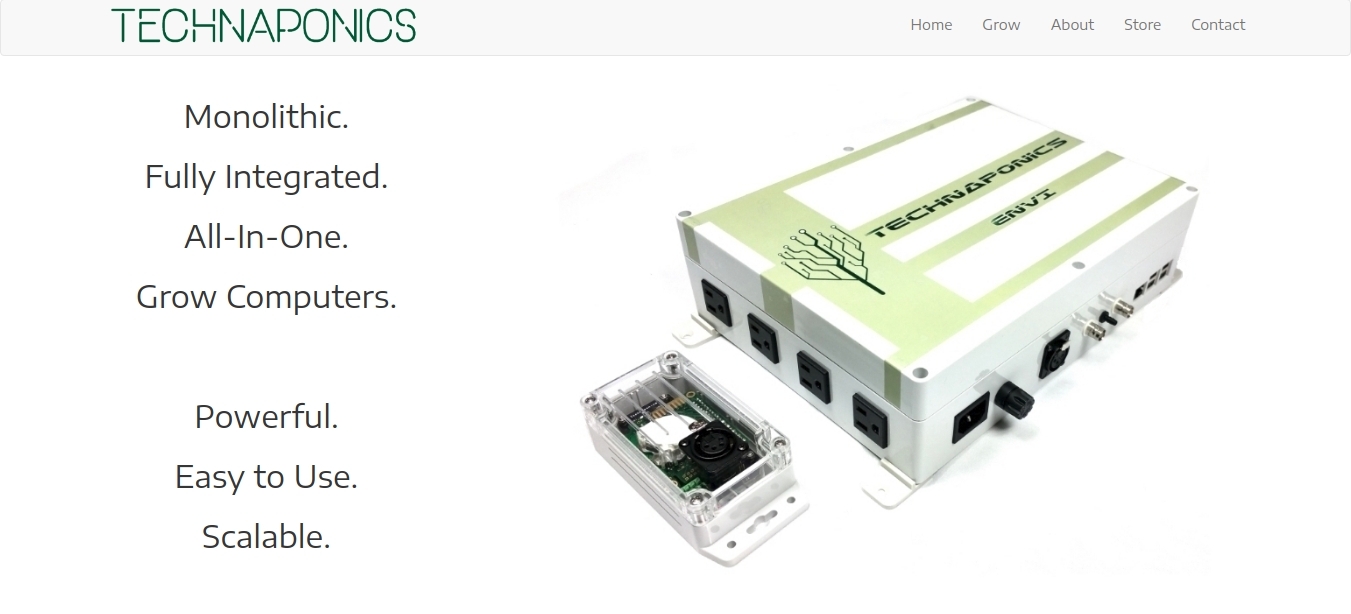 TECHNAPONICS
Home Grow About Store Contact
Monolithic.
Fully Integrated.
All-In-One.
Grow Computers.
Powerful.
Easy to Use.
Scalable.
TECHNAPONICS
ENVI